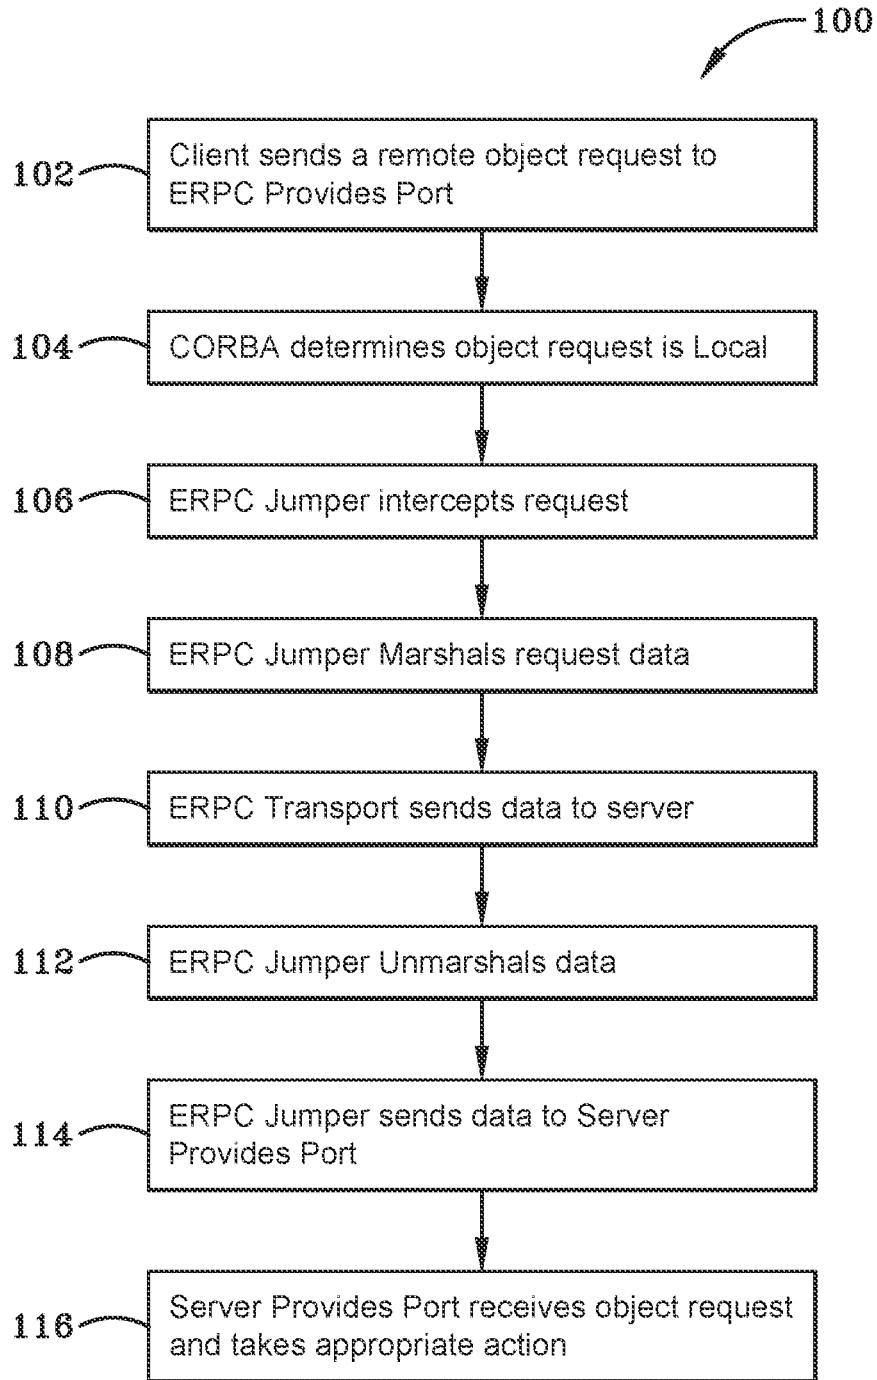 100
102
Client sends a remote object request to
ERPC Provides Port
104
CORBA determines object request is Local
106
ERPC Jumper intercepts request
108
ERPC Jumper Marshals request data
110
ERPC Transport sends data to server
112
ERPC Jumper Unmarshals data
114
ERPC Jumper sends data to Server
Provides Port
116
Server Provides Port receives object request
and takes appropriate action